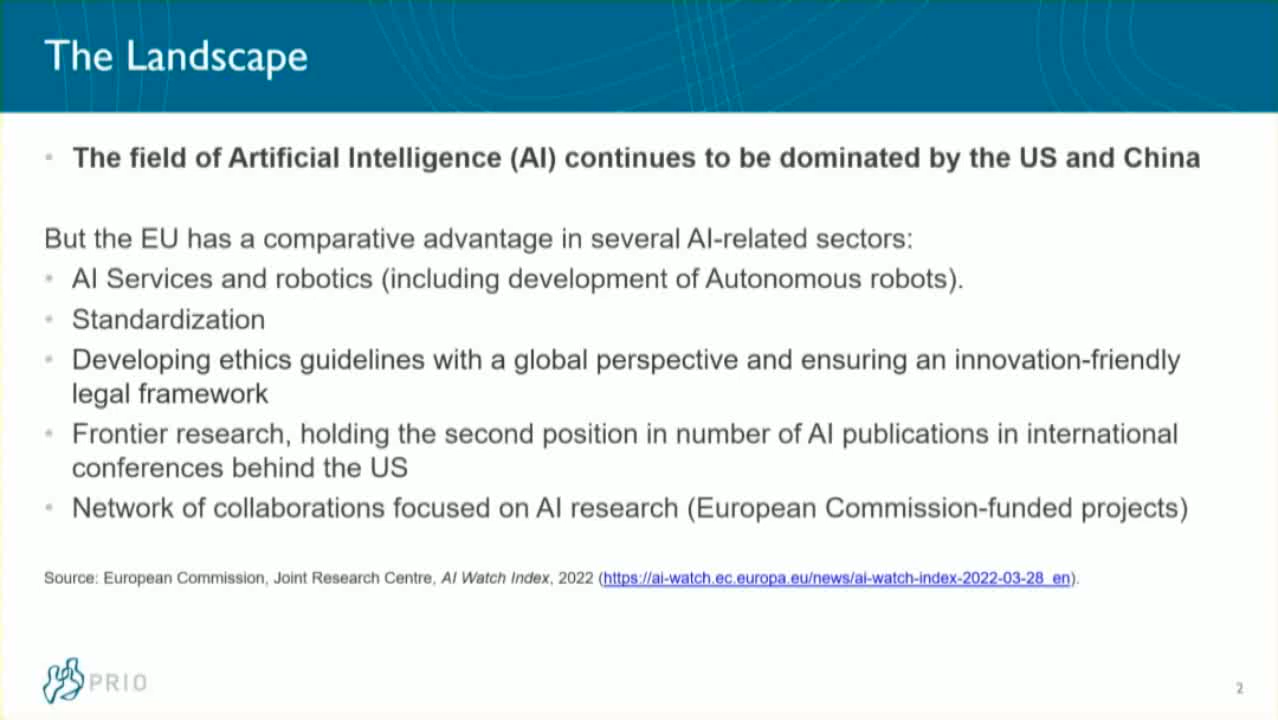 The Landscape
• The field of Artificial Intelligence (AI) continues to be dominated by the US and China
But the EU has a comparative advantage in several AI-related sectors:
• AI Services and robotics (including development of Autonomous robots).
• Standardization
• Developing ethics guidelines with a global perspective and ensuring an innovation-friendly
legal framework
• Frontier research, holding the second position in number of AI publications in international
conferences behind the US
• Network of collaborations focused on AI research (European Commission-funded projects)
Source: European Commission, Joint Research Centre, AI Watch Index, 2022 (https://ai-watch.ec.europa.eu/news/ai-watch-index-2022-03-28_en).
PRIO
2